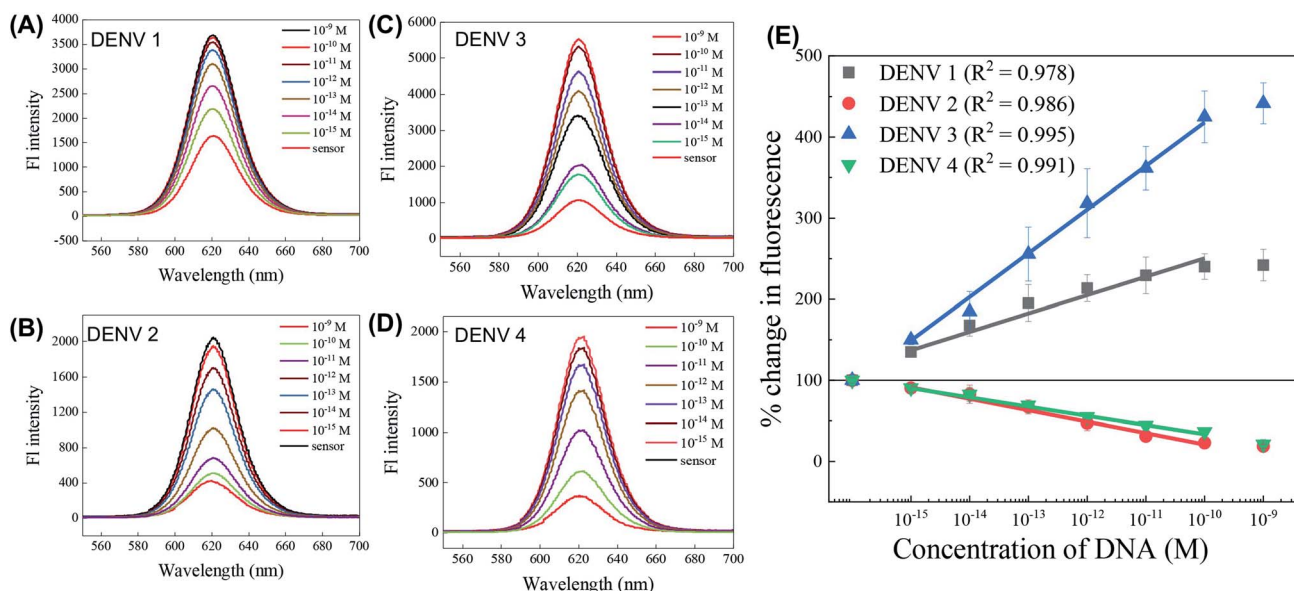 (A)
DENV 1
4000
3500
3000
2500
2000
1500
1000
500
0
-500
Fl intensity
560 580 600 620 640 660 680 700
Wavelength (nm)
10⁻⁹ M
10⁻¹⁰ M
10⁻¹¹ M
10⁻¹² M
10⁻¹³ M
10⁻¹⁴ M
10⁻¹⁵ M
sensor
(B)
DENV 2
2000
1600
1200
800
400
0
Fl intensity
560 580 600 620 640 660 680 700
Wavelength (nm)
10⁻⁹ M
10⁻¹⁰ M
10⁻¹¹ M
10⁻¹² M
10⁻¹³ M
10⁻¹⁴ M
10⁻¹⁵ M
sensor
(C)
DENV 3
6000
5000
4000
3000
2000
1000
0
Fl intensity
560 580 600 620 640 660 680 700
Wavelength (nm)
10⁻⁹ M
10⁻¹⁰ M
10⁻¹¹ M
10⁻¹² M
10⁻¹³ M
10⁻¹⁴ M
10⁻¹⁵ M
sensor
(D)
DENV 4
2000
1500
1000
500
0
Fl intensity
560 580 600 620 640 660 680 700
Wavelength (nm)
10⁻⁹ M
10⁻¹⁰ M
10⁻¹¹ M
10⁻¹² M
10⁻¹³ M
10⁻¹⁴ M
10⁻¹⁵ M
sensor
(E)
500
400
300
200
100
0
% change in fluorescence
DENV 1 (R² = 0.978)
DENV 2 (R² = 0.986)
DENV 3 (R² = 0.995)
DENV 4 (R² = 0.991)
10⁻¹⁵ 10⁻¹⁴ 10⁻¹³ 10⁻¹² 10⁻¹¹ 10⁻¹⁰ 10⁻⁹
Concentration of DNA (M)